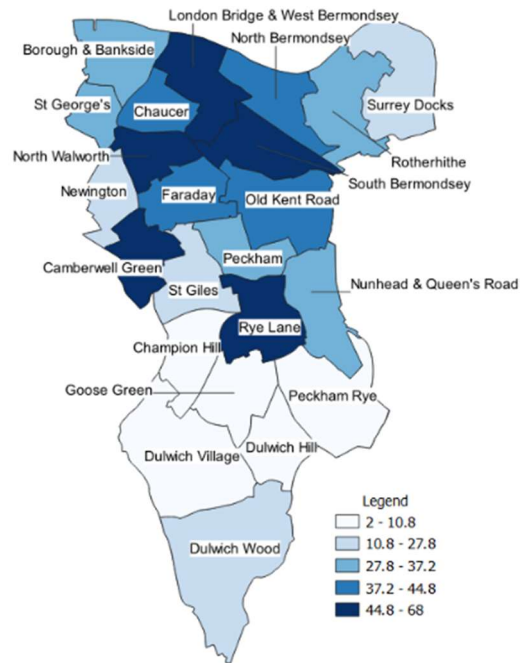 London Bridge & West Bermondsey
North Bermondsey
Borough & Bankside
St George's
Chaucer
Surrey Docks
North Walworth
Rotherhithe
South Bermondsey
Newington
Faraday
Old Kent Road
Camberwell Green
Peckham
St Giles
Nunhead & Queen's Road
Rye Lane
Champion Hill
Goose Green
Peckham Rye
Dulwich Village
Dulwich Hill
Legend
2 - 10.8
10.8 - 27.8
27.8 - 37.2
37.2 - 44.8
44.8 - 68
Dulwich Wood